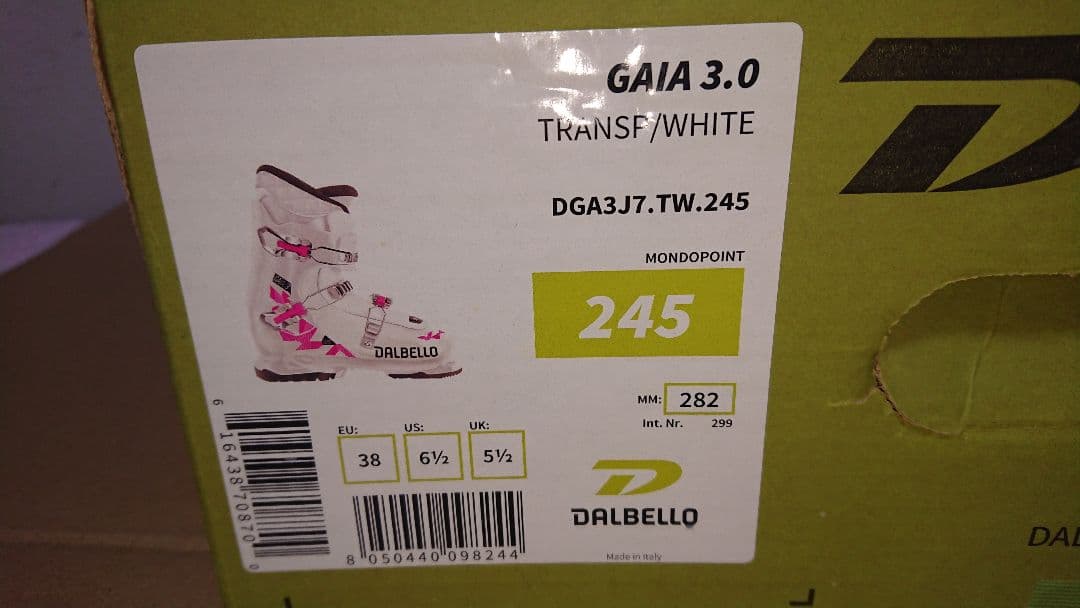 GAIA 3.0
TRANSP/WHITE
DGA3J7.TW.245
MONDOPOINT
245
DALBELLO
MM: 282
Int. Nr. 299
EU: US: UK:
38 6½ 5½
6 16438 70870 0
8 050440 098244
DALBELLO
Made in Italy